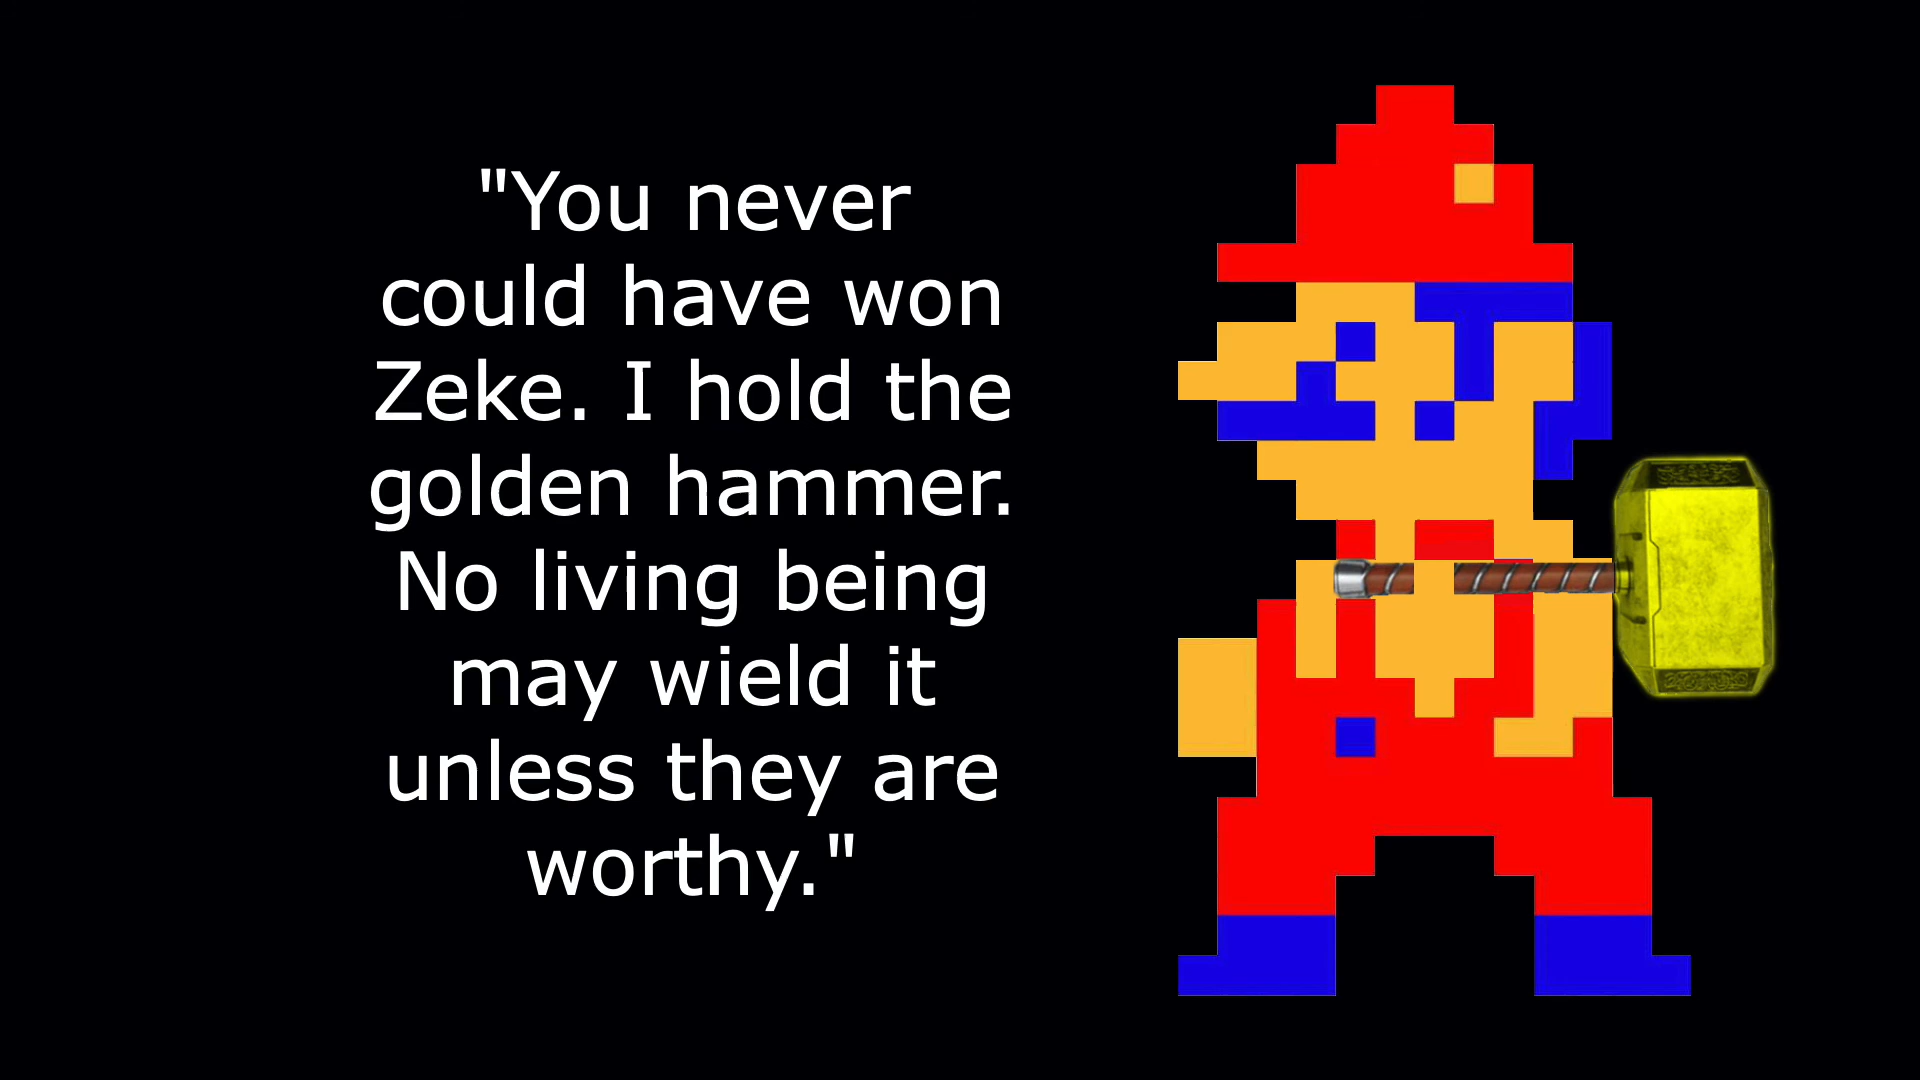 "You never
could have won
Zeke. I hold the
golden hammer.
No living being
may wield it
unless they are
worthy."